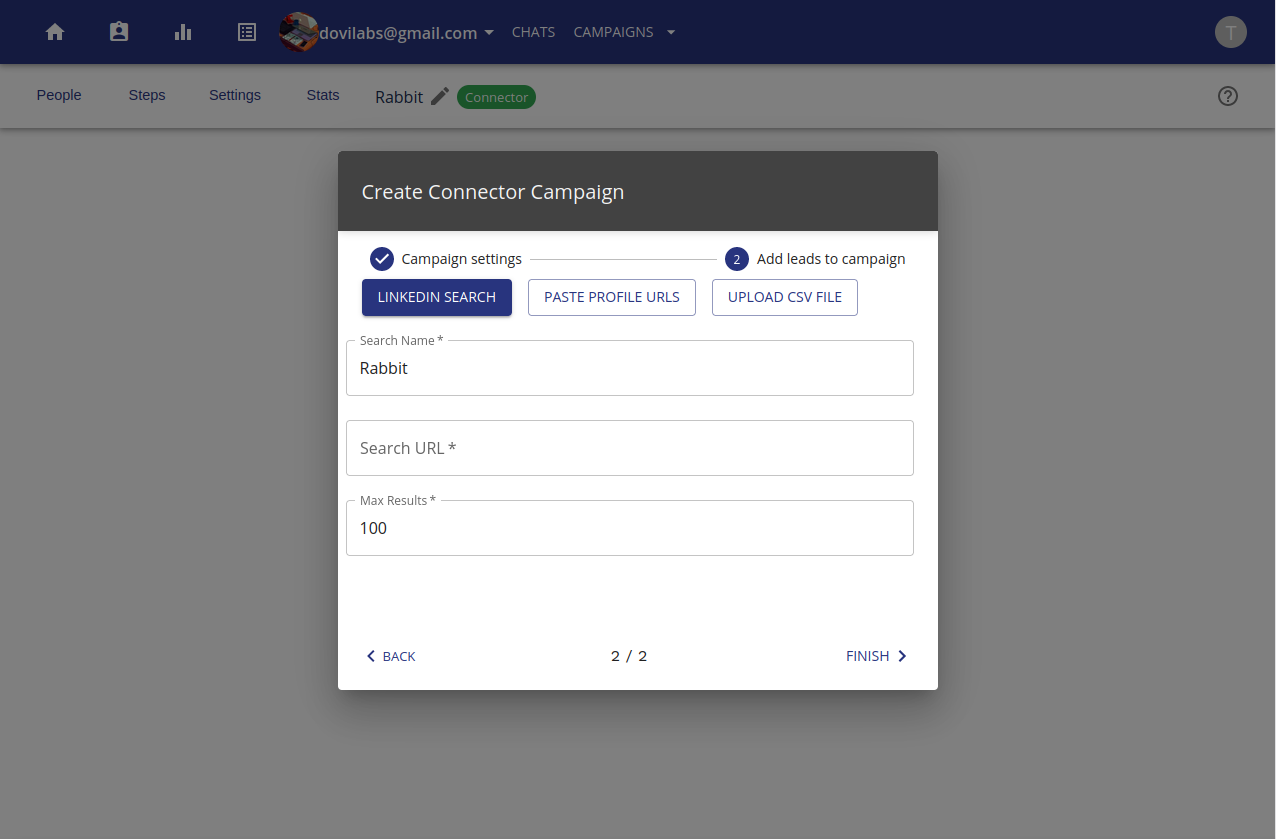 dovilabs@gmail.com CHATS CAMPAIGNS T
People Steps Settings Stats Rabbit Connector
Create Connector Campaign
Campaign settings 2 Add leads to campaign
LINKEDIN SEARCH PASTE PROFILE URLS UPLOAD CSV FILE
Search Name *
Rabbit
Search URL *
Max Results *
100
BACK 2 / 2 FINISH